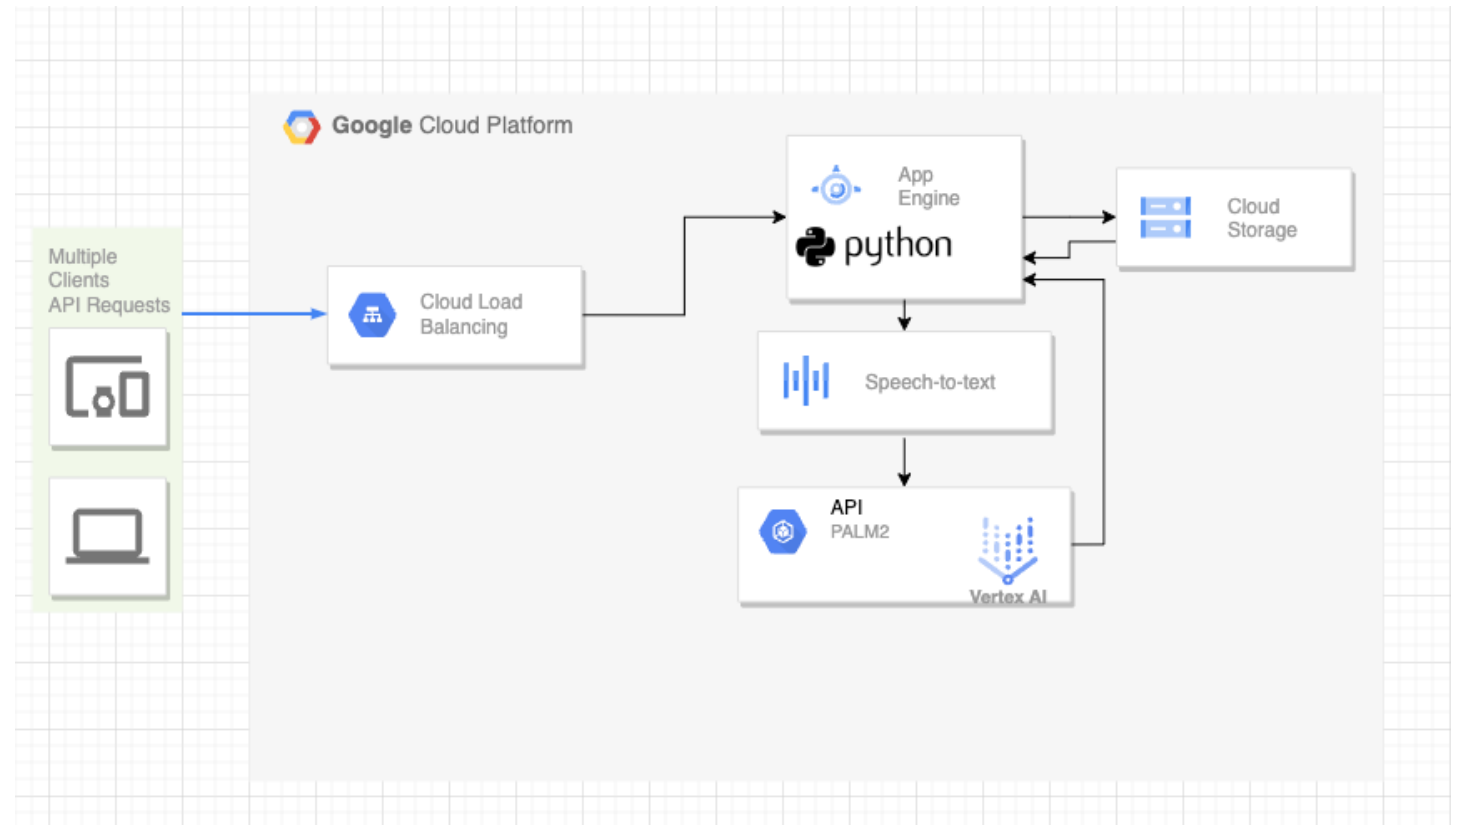 Google Cloud Platform
Multiple
Clients
API Requests
Cloud Load
Balancing
App
Engine
python
Cloud
Storage
Speech-to-text
API
PALM2
Vertex AI